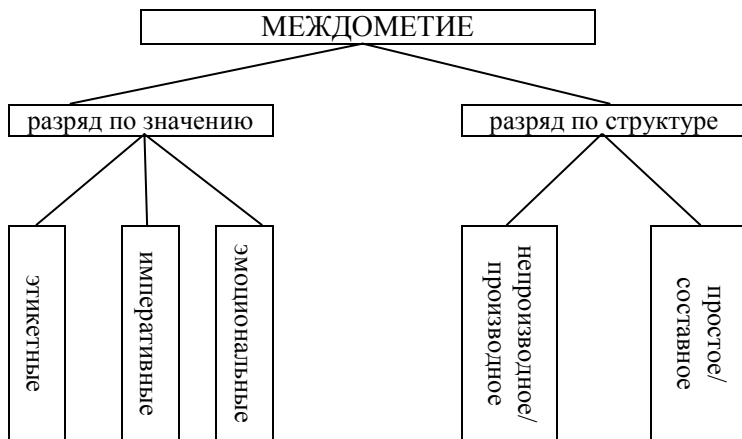 МЕЖДОМЕТИЕ
разряд по значению
разряд по структуре
этикетные
императивные
эмоциональные
непроизводное/
производное
простое/
составное